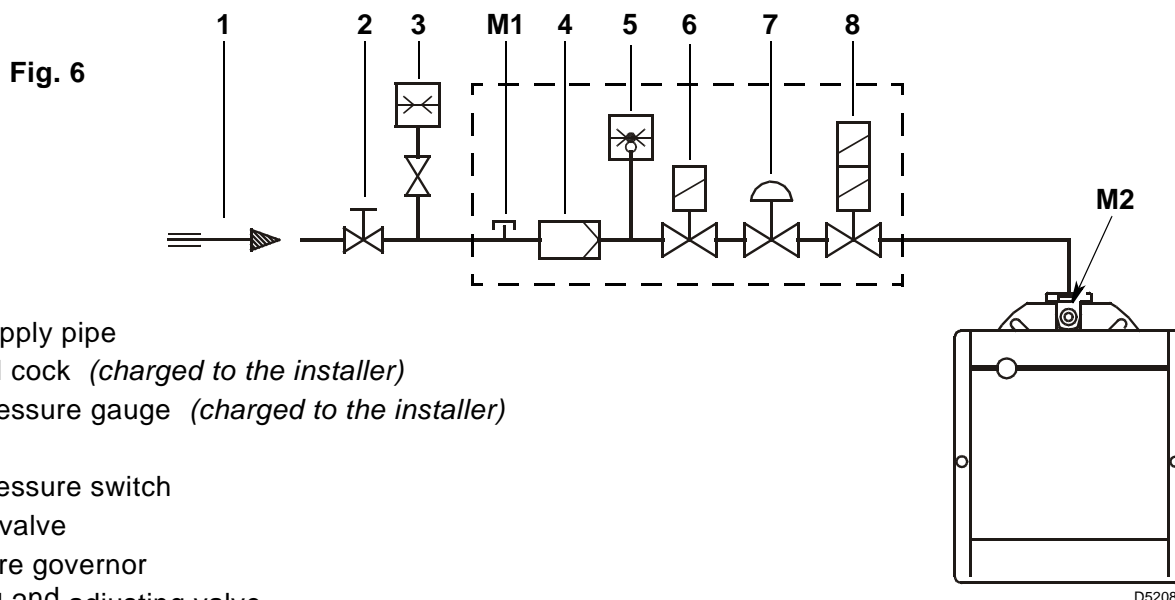 1 2 3 M1 4 5 6 7 8
Fig. 6
M2
pply pipe
cock (charged to the installer)
essure gauge (charged to the installer)
essure switch
valve
re governor
and adjusting valve
D5208